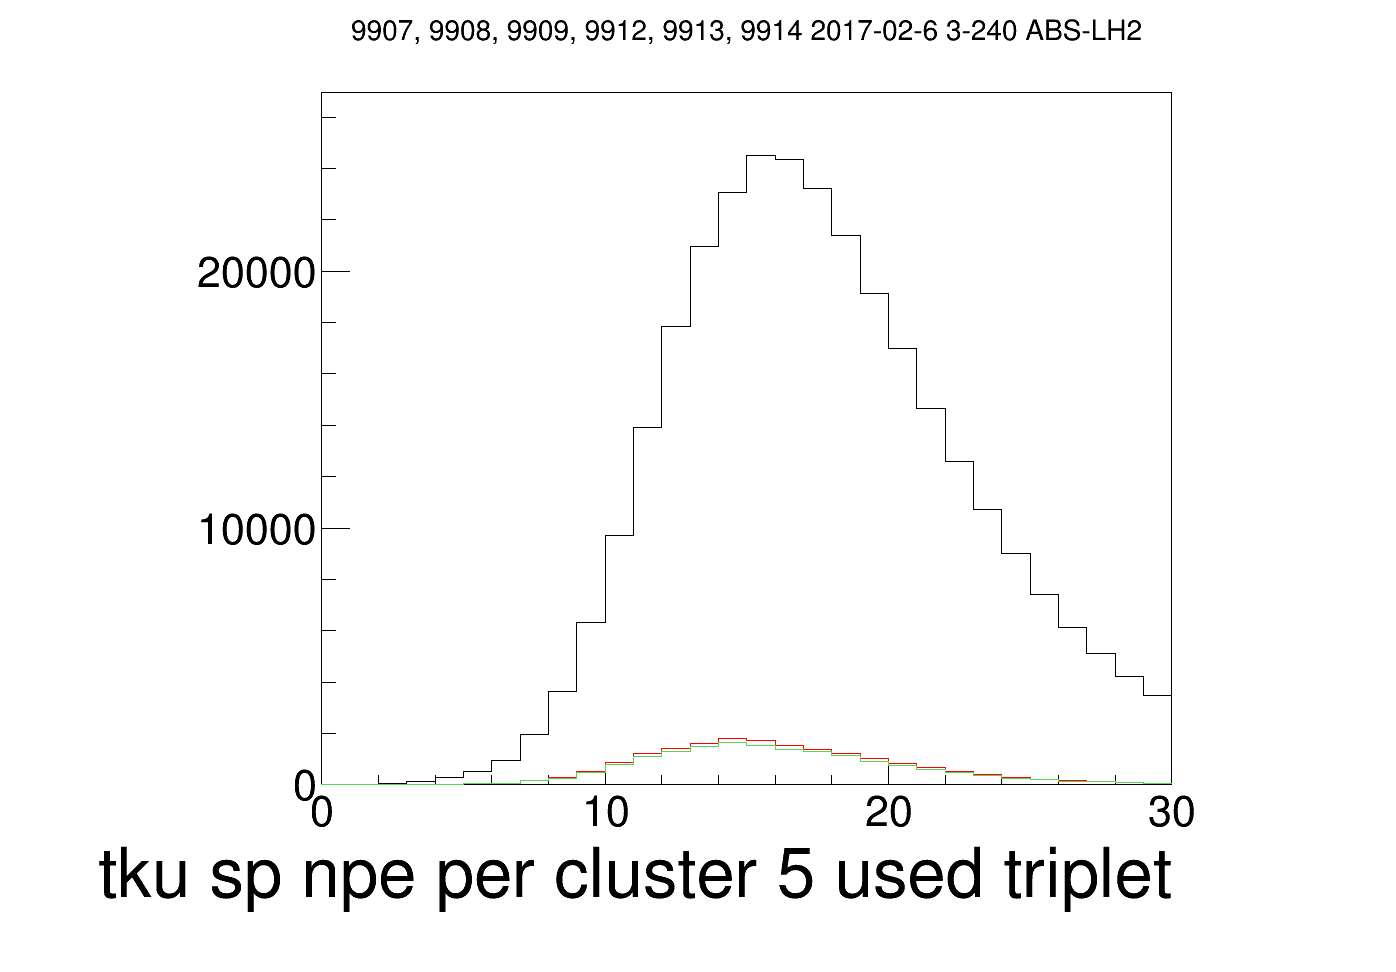 9907, 9908, 9909, 9912, 9913, 9914 2017-02-6 3-240 ABS-LH2
20000
10000
0
0 10 20 30
tku sp npe per cluster 5 used triplet